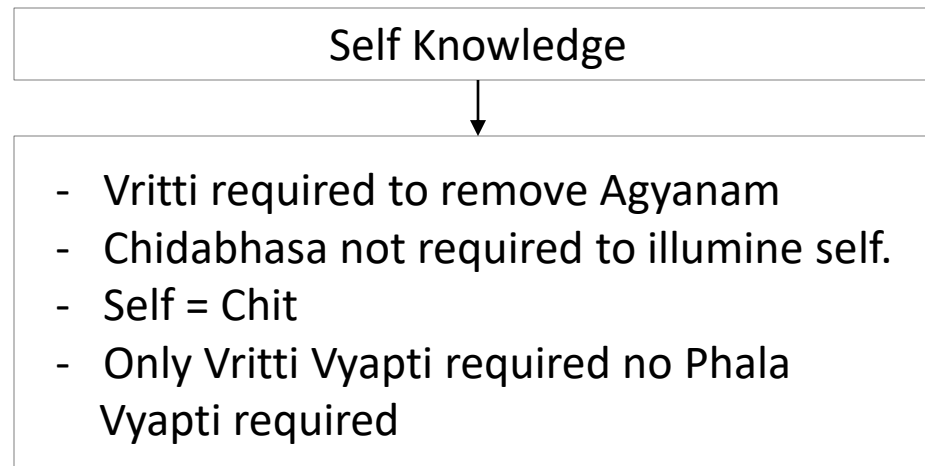 Self Knowledge
- Vritti required to remove Agyanam
- Chidabhasa not required to illumine self.
- Self = Chit
- Only Vritti Vyapti required no Phala
Vyapti required